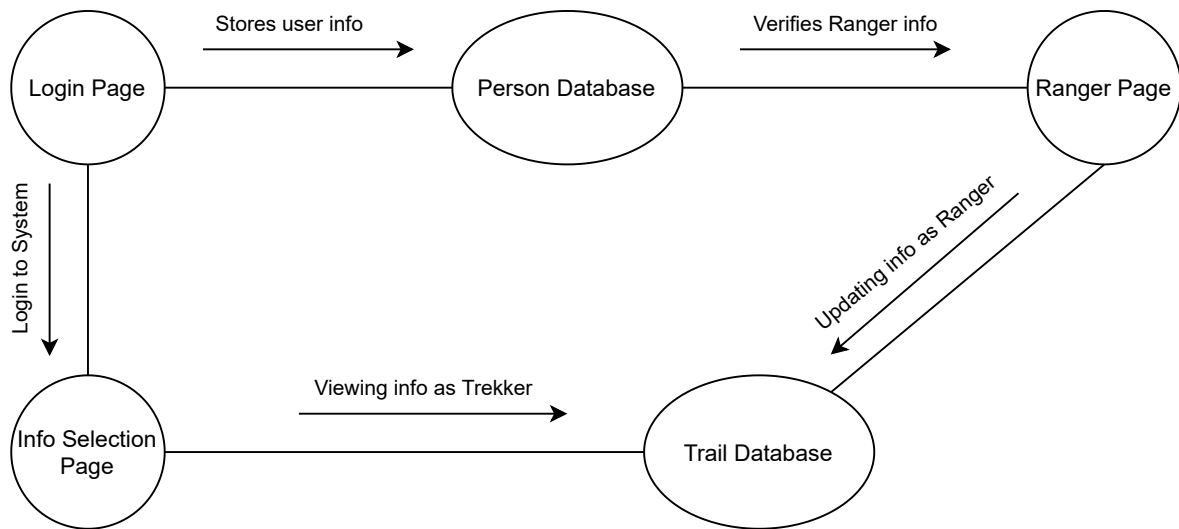 Stores user info
Verifies Ranger info
Login Page
Person Database
Ranger Page
Login to System
Updating info as Ranger
Viewing info as Trekker
Info Selection
Page
Trail Database